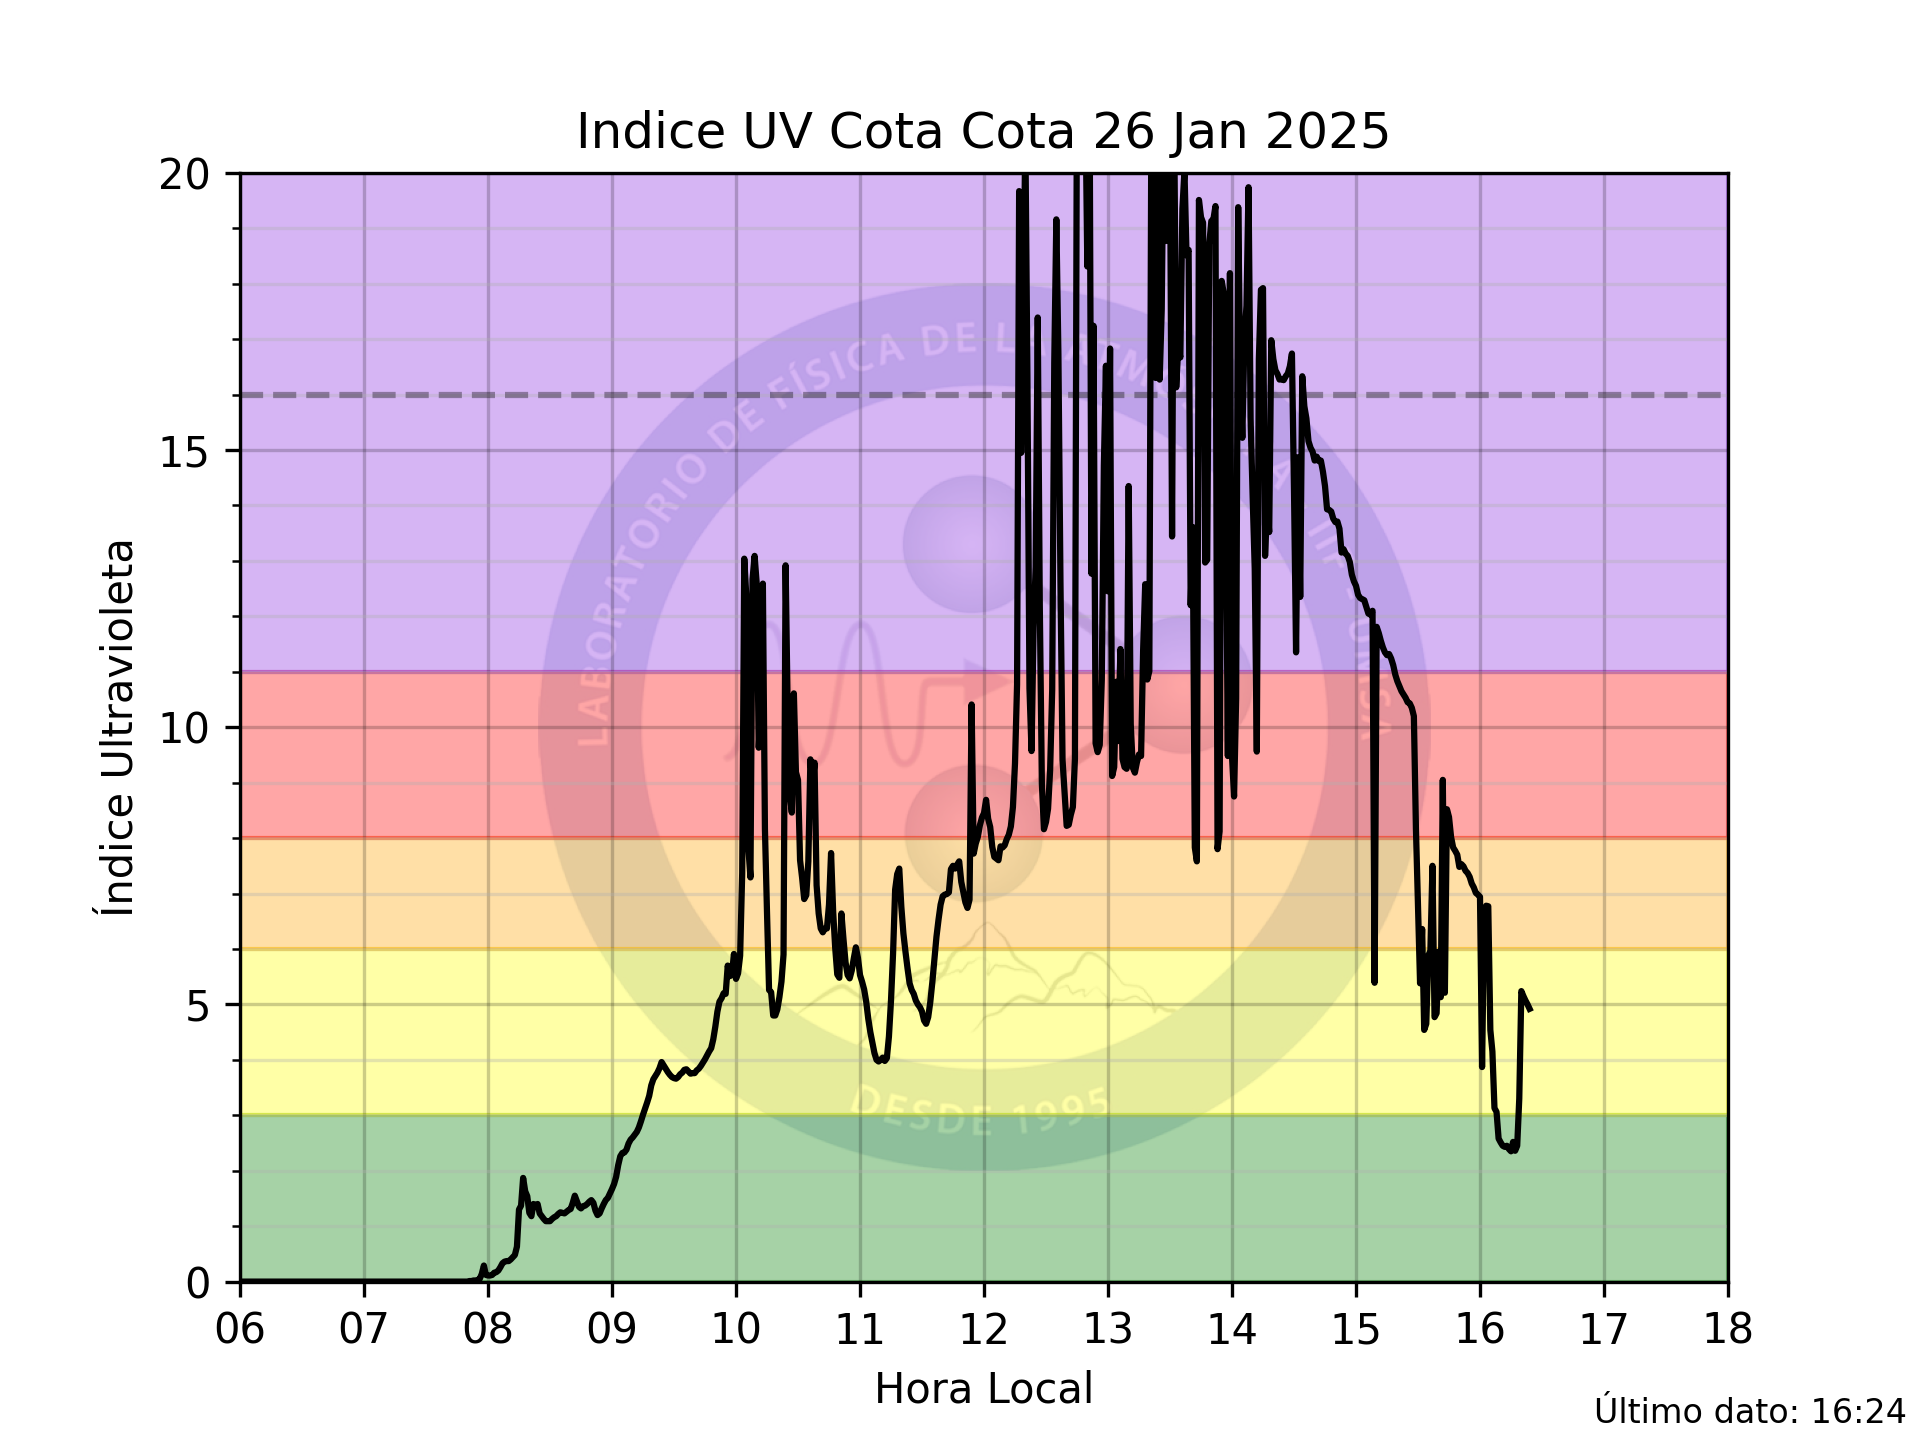 Indice UV Cota Cota 26 Jan 2025
20
15
10
5
0
Índice Ultravioleta
LABORATORIO DE FÍSICA DE LA
DESDE 1995
06 07 08 09 10 11 12 13 14 15 16 17 18
Hora Local
Último dato: 16:24